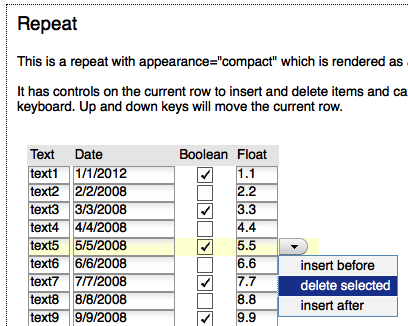 Repeat
This is a repeat with appearance="compact" which is rendered as
It has controls on the current row to insert and delete items and ca
keyboard. Up and down keys will move the current row.
Text Date Boolean Float
text1 1/1/2012 1.1
text2 2/2/2008 2.2
text3 3/3/2008 3.3
text4 4/4/2008 4.4
text5 5/5/2008 5.5
text6 6/6/2008 6.6 insert before
text7 7/7/2008 7.7 delete selected
text8 8/8/2008 8.8 insert after
text9 9/9/2008 9.9